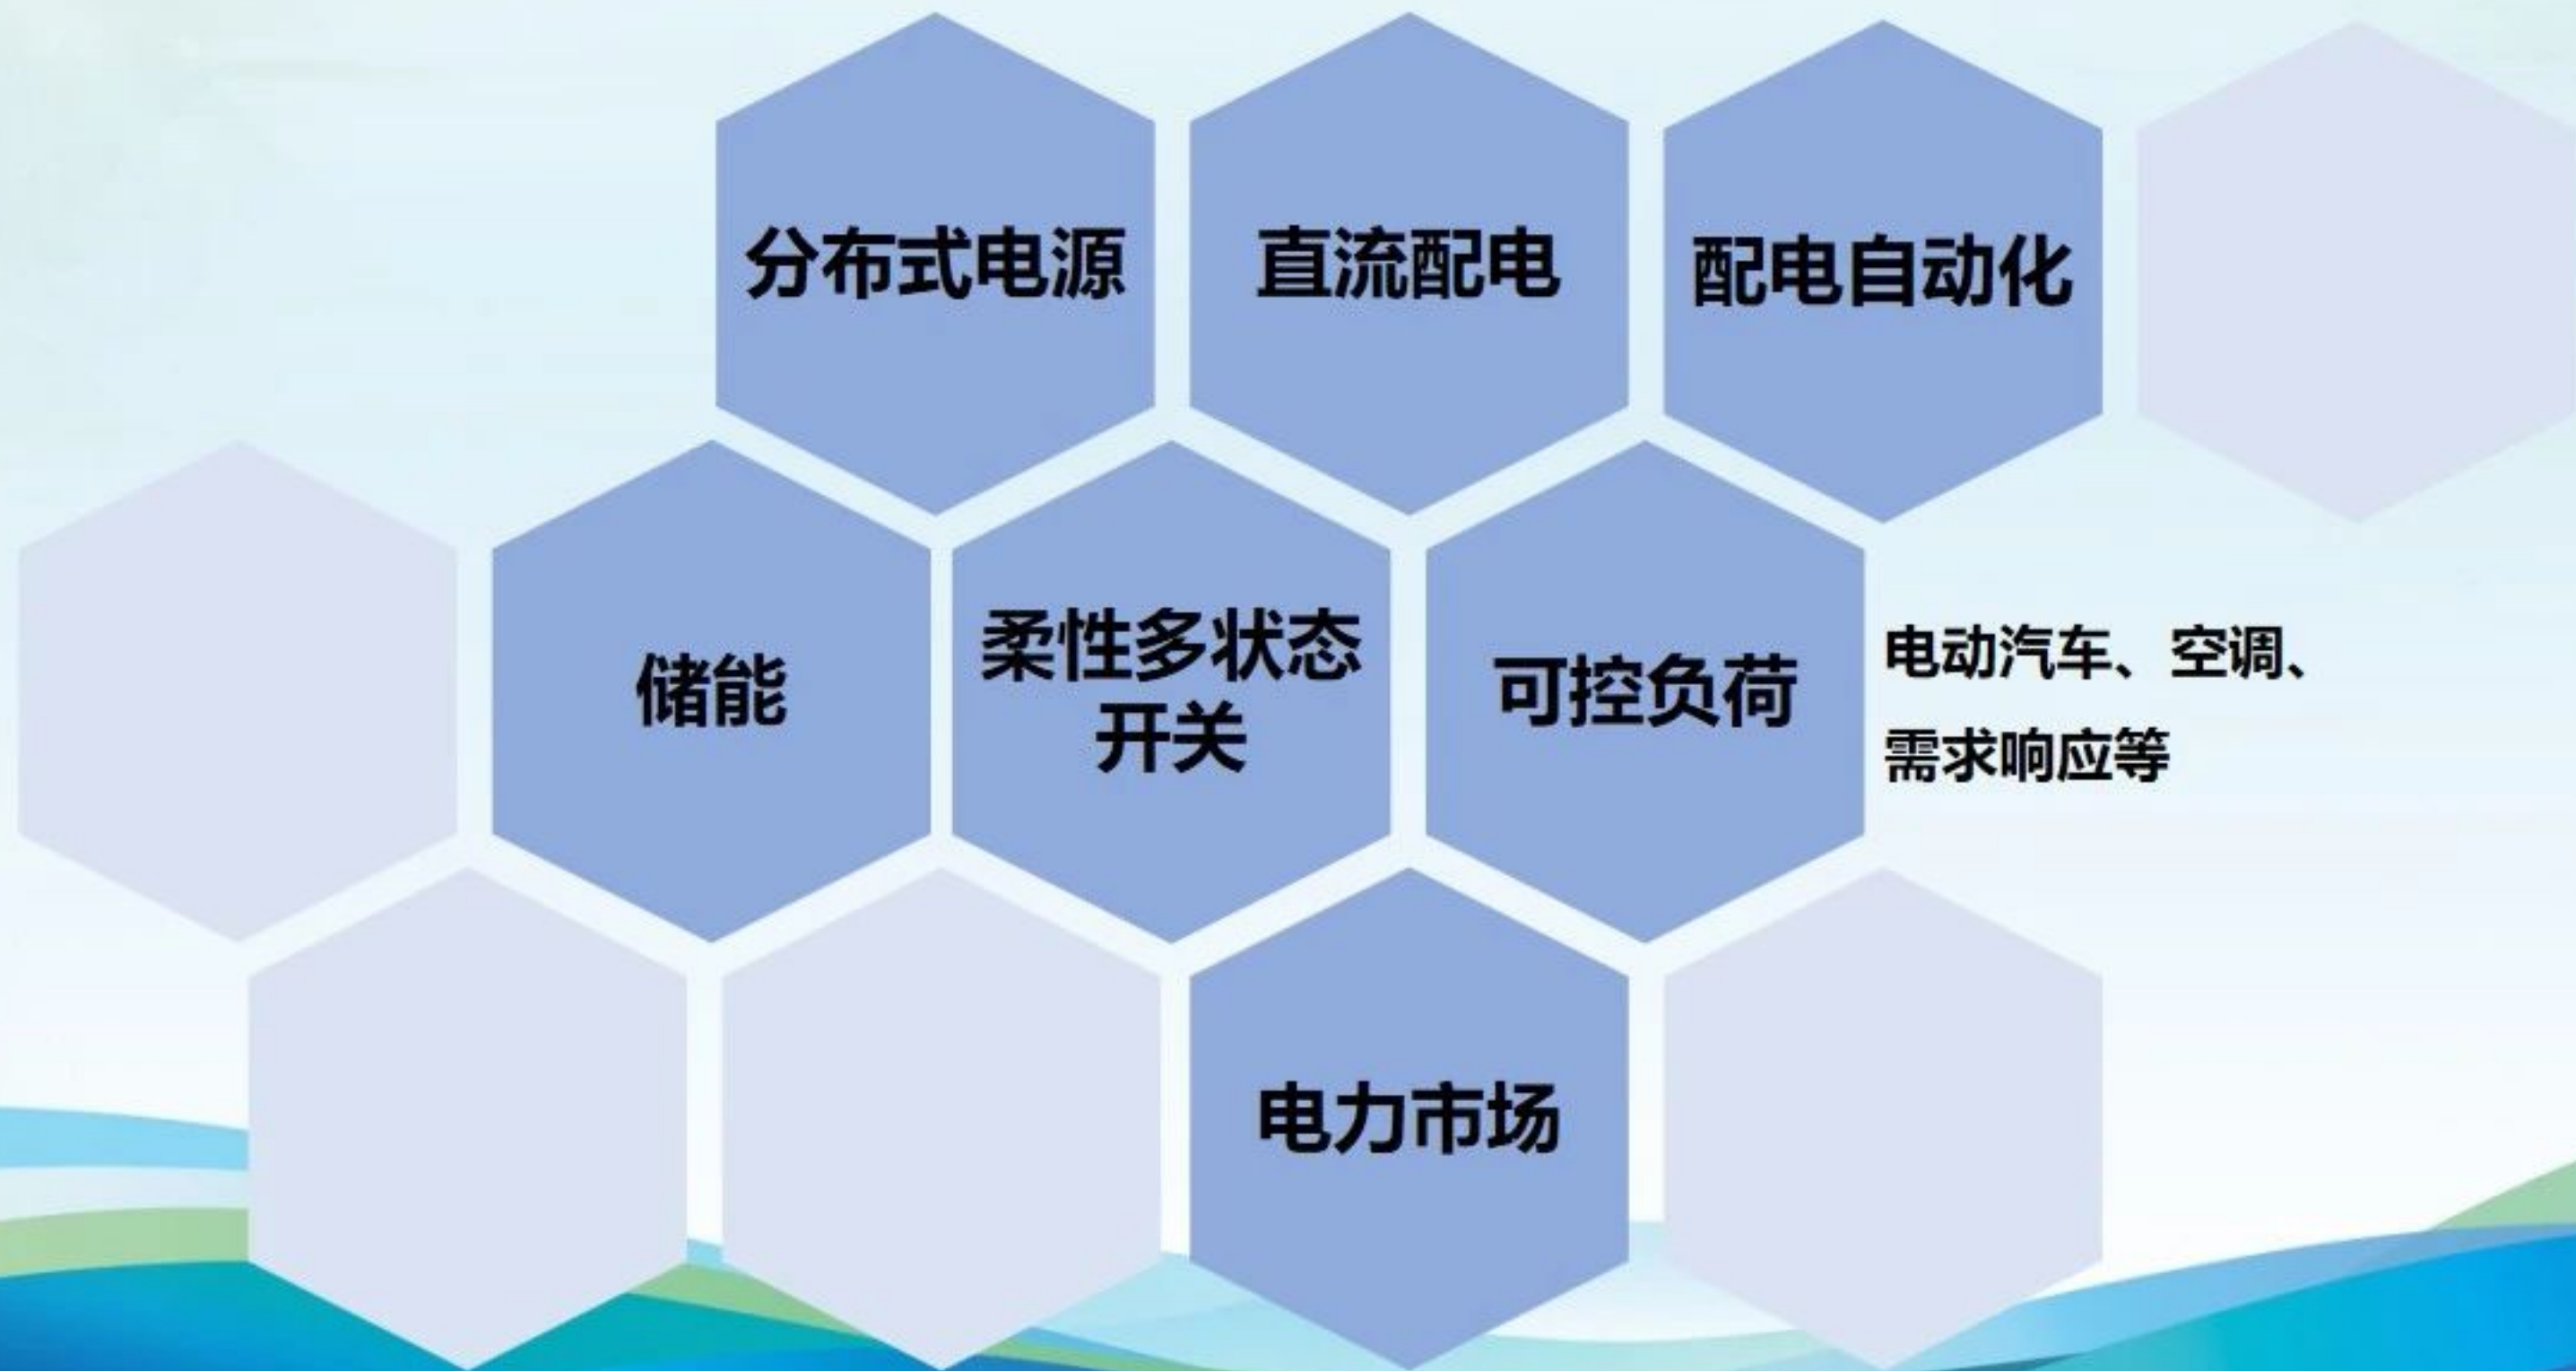 分布式电源
直流配电
配电自动化
储能
柔性多状态
开关
可控负荷
电动汽车、空调、
需求响应等
电力市场